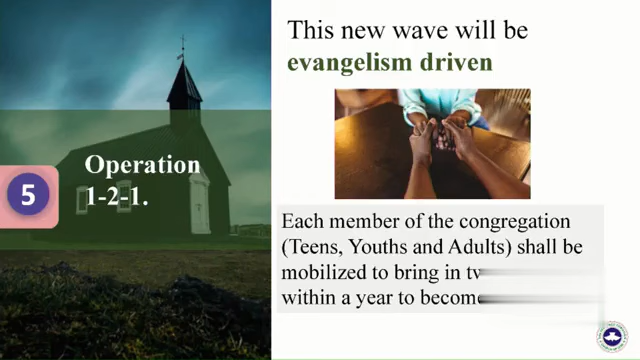 This new wave will be
evangelism driven
Operation
1-2-1.
5
Each member of the congregation
(Teens, Youths and Adults) shall be
mobilized to bring in
within a year to become